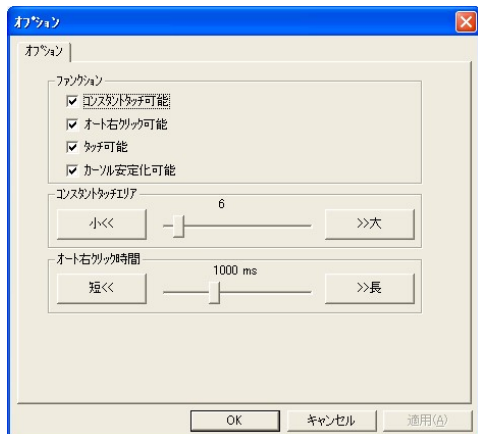 オプション
オプション
ファンクション
コンスタントタッチ可能
オート右クリック可能
タッチ可能
カーソル安定化可能
コンスタントタッチエリア
6
小<< >>大
オート右クリック時間
1000 ms
短<< >>長
OK キャンセル 適用(A)